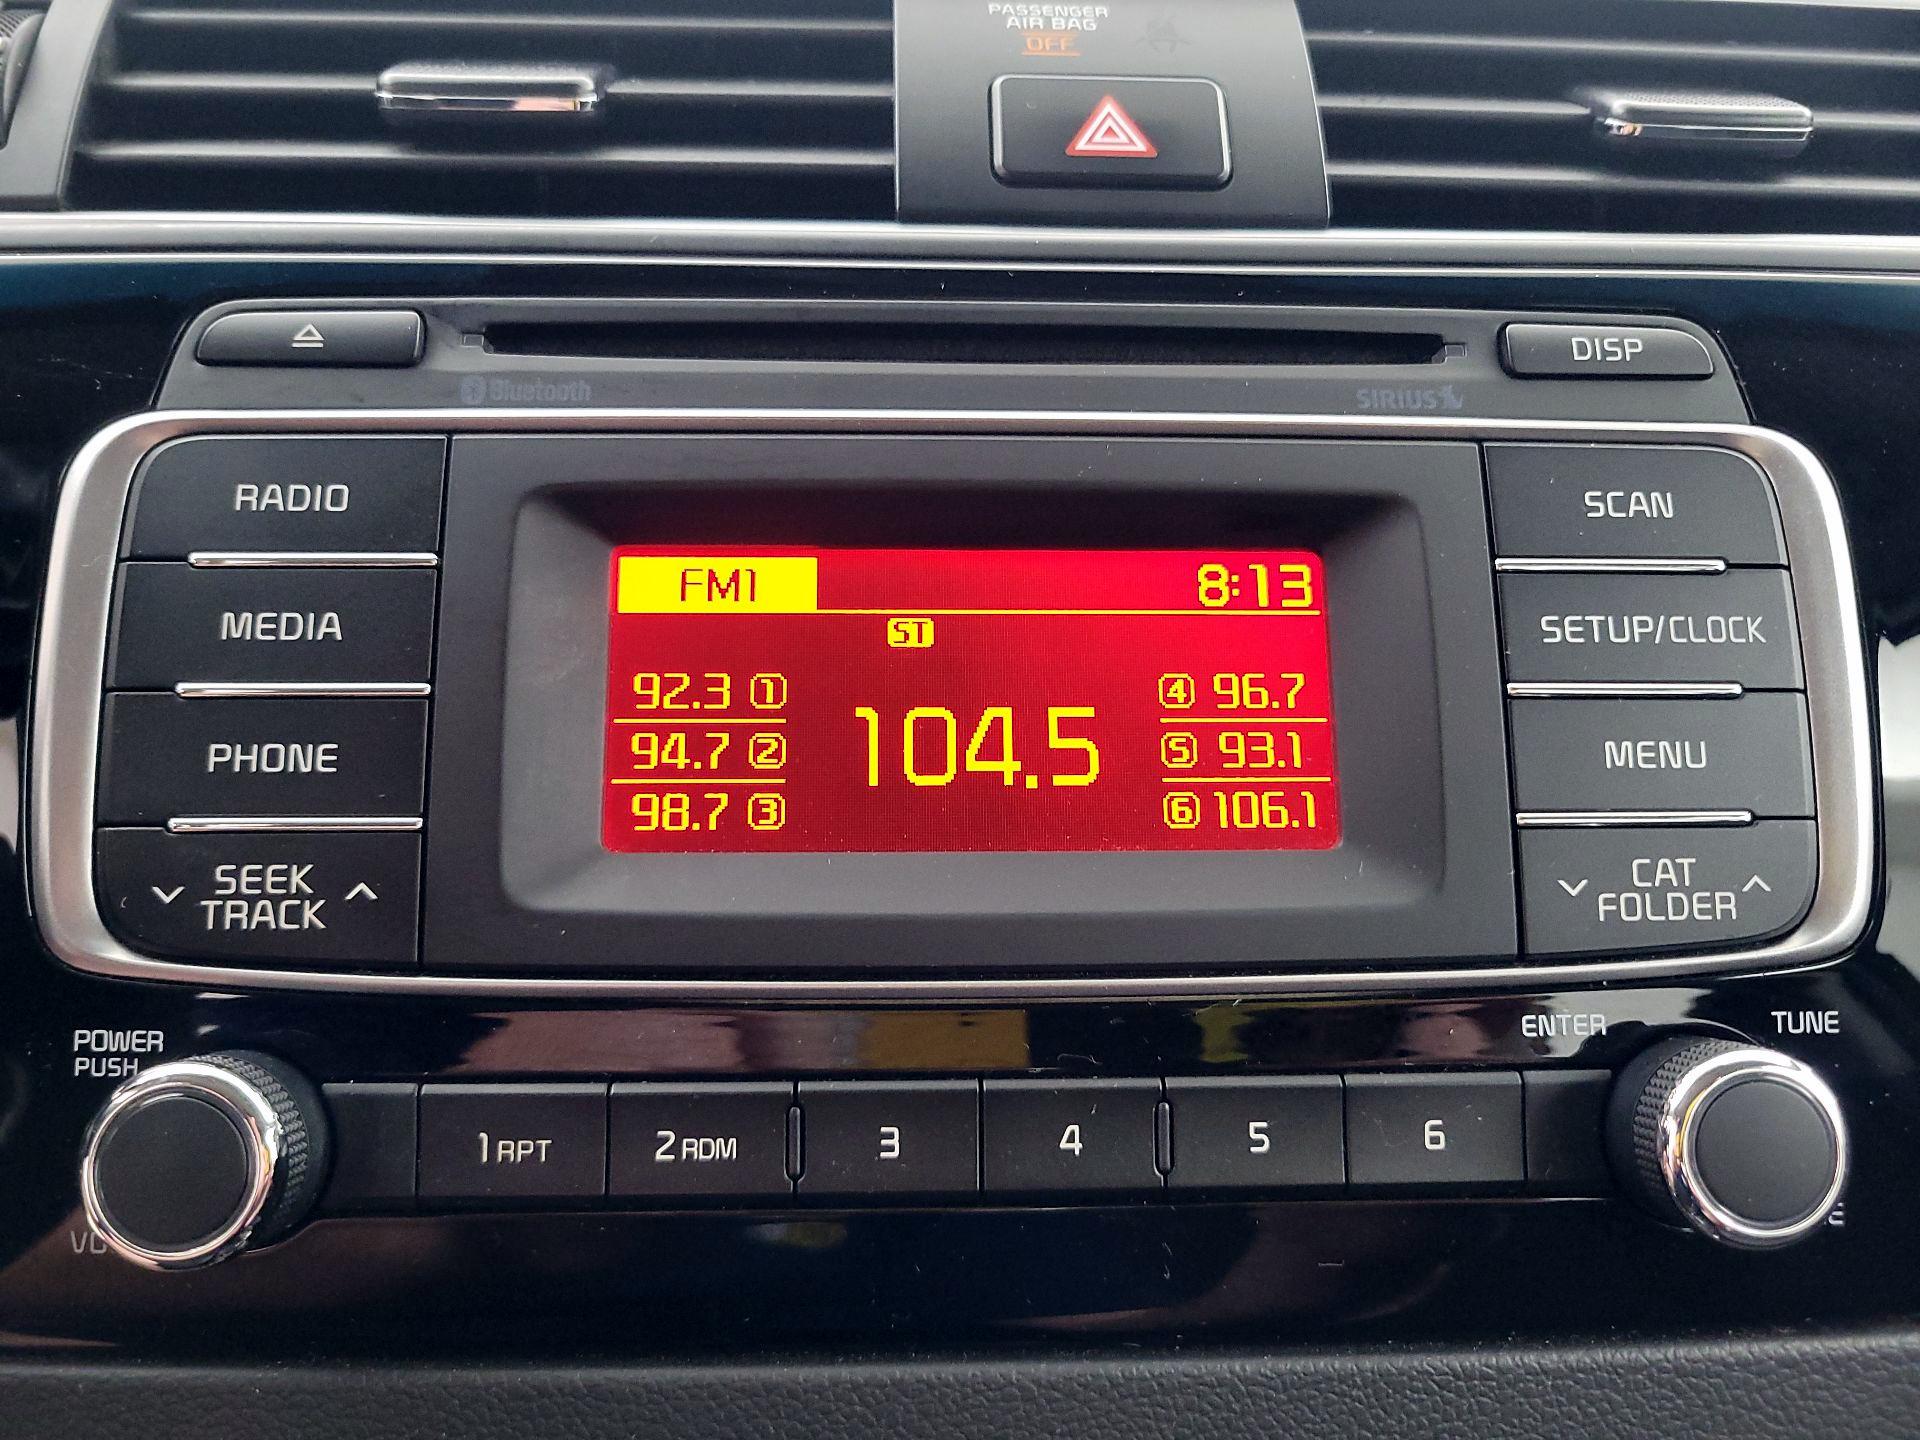 PASSENGER
AIR BAG
OFF
DISP
Bluetooth
SIRIUS
RADIO
MEDIA
PHONE
SEEK
TRACK
FM1
8:13
ST
92.3 1
94.7 2
98.7 3
104.5
4 96.7
5 93.1
6 106.1
SCAN
SETUP/CLOCK
MENU
CAT
FOLDER
POWER
PUSH
VO
ENTER
TUNE
1 RPT
2 RDM
3
4
5
6